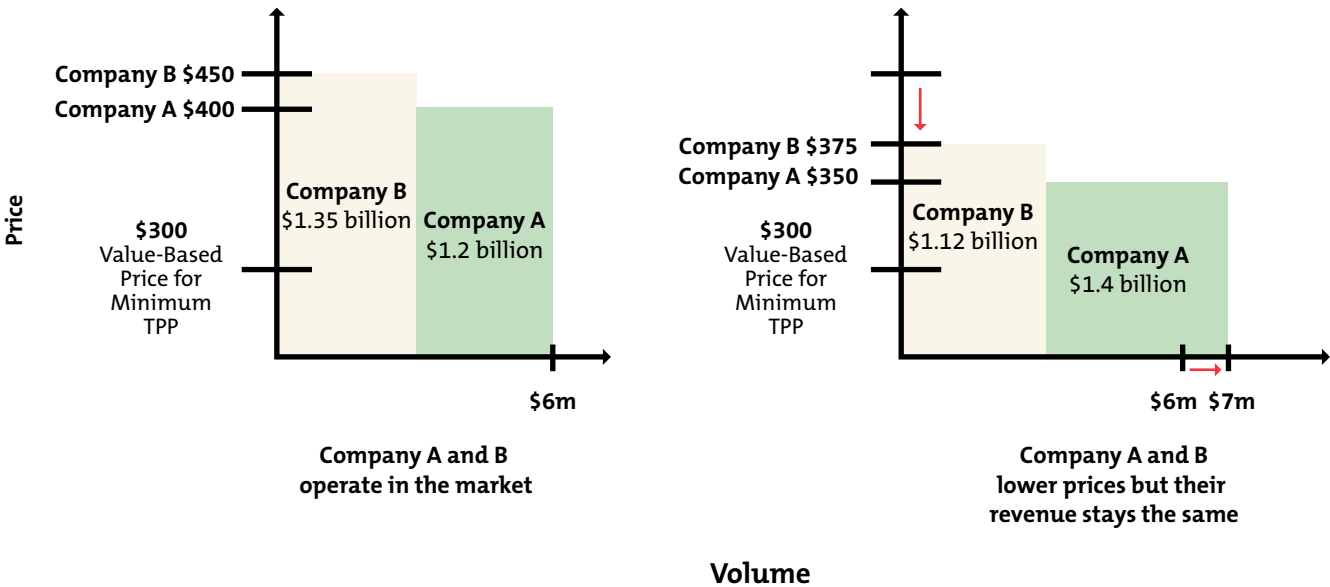 Price
Company B $450
Company A $400
$300
Value-Based
Price for
Minimum
TPP
Company B
$1.35 billion
Company A
$1.2 billion
$6m
Company A and B
operate in the market
Company B $375
Company A $350
$300
Value-Based
Price for
Minimum
TPP
Company B
$1.12 billion
Company A
$1.4 billion
$6m $7m
Company A and B
lower prices but their
revenue stays the same
Volume